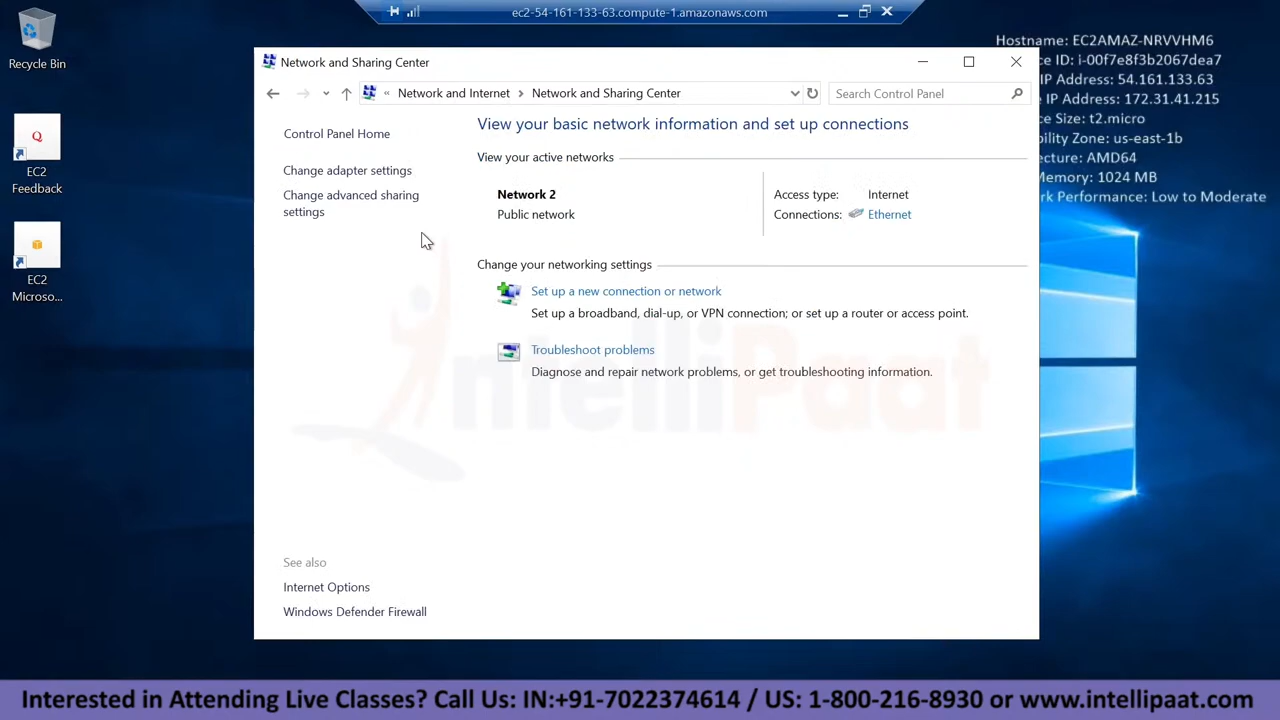 ec2-54-161-133-63.compute-1.amazonaws.com
Recycle Bin
EC2
Feedback
EC2
Microso...
Hostname: EC2AMAZ-NRVVHM6
ce ID: i-00f7e8f3b2067dea7
IP Address: 54.161.133.63
IP Address: 172.31.41.215
ce Size: t2.micro
bility Zone: us-east-1b
ecture: AMD64
Memory: 1024 MB
rk Performance: Low to Moderate
Network and Sharing Center
« Network and Internet > Network and Sharing Center
Search Control Panel
Control Panel Home
Change adapter settings
Change advanced sharing
settings
View your basic network information and set up connections
View your active networks
Network 2
Public network
Access type: Internet
Connections: Ethernet
Change your networking settings
Set up a new connection or network
Set up a broadband, dial-up, or VPN connection; or set up a router or access point.
Troubleshoot problems
Diagnose and repair network problems, or get troubleshooting information.
IntelliPaat
See also
Internet Options
Windows Defender Firewall
Interested in Attending Live Classes? Call Us: IN:+91-7022374614 / US: 1-800-216-8930 or www.intellipaat.com